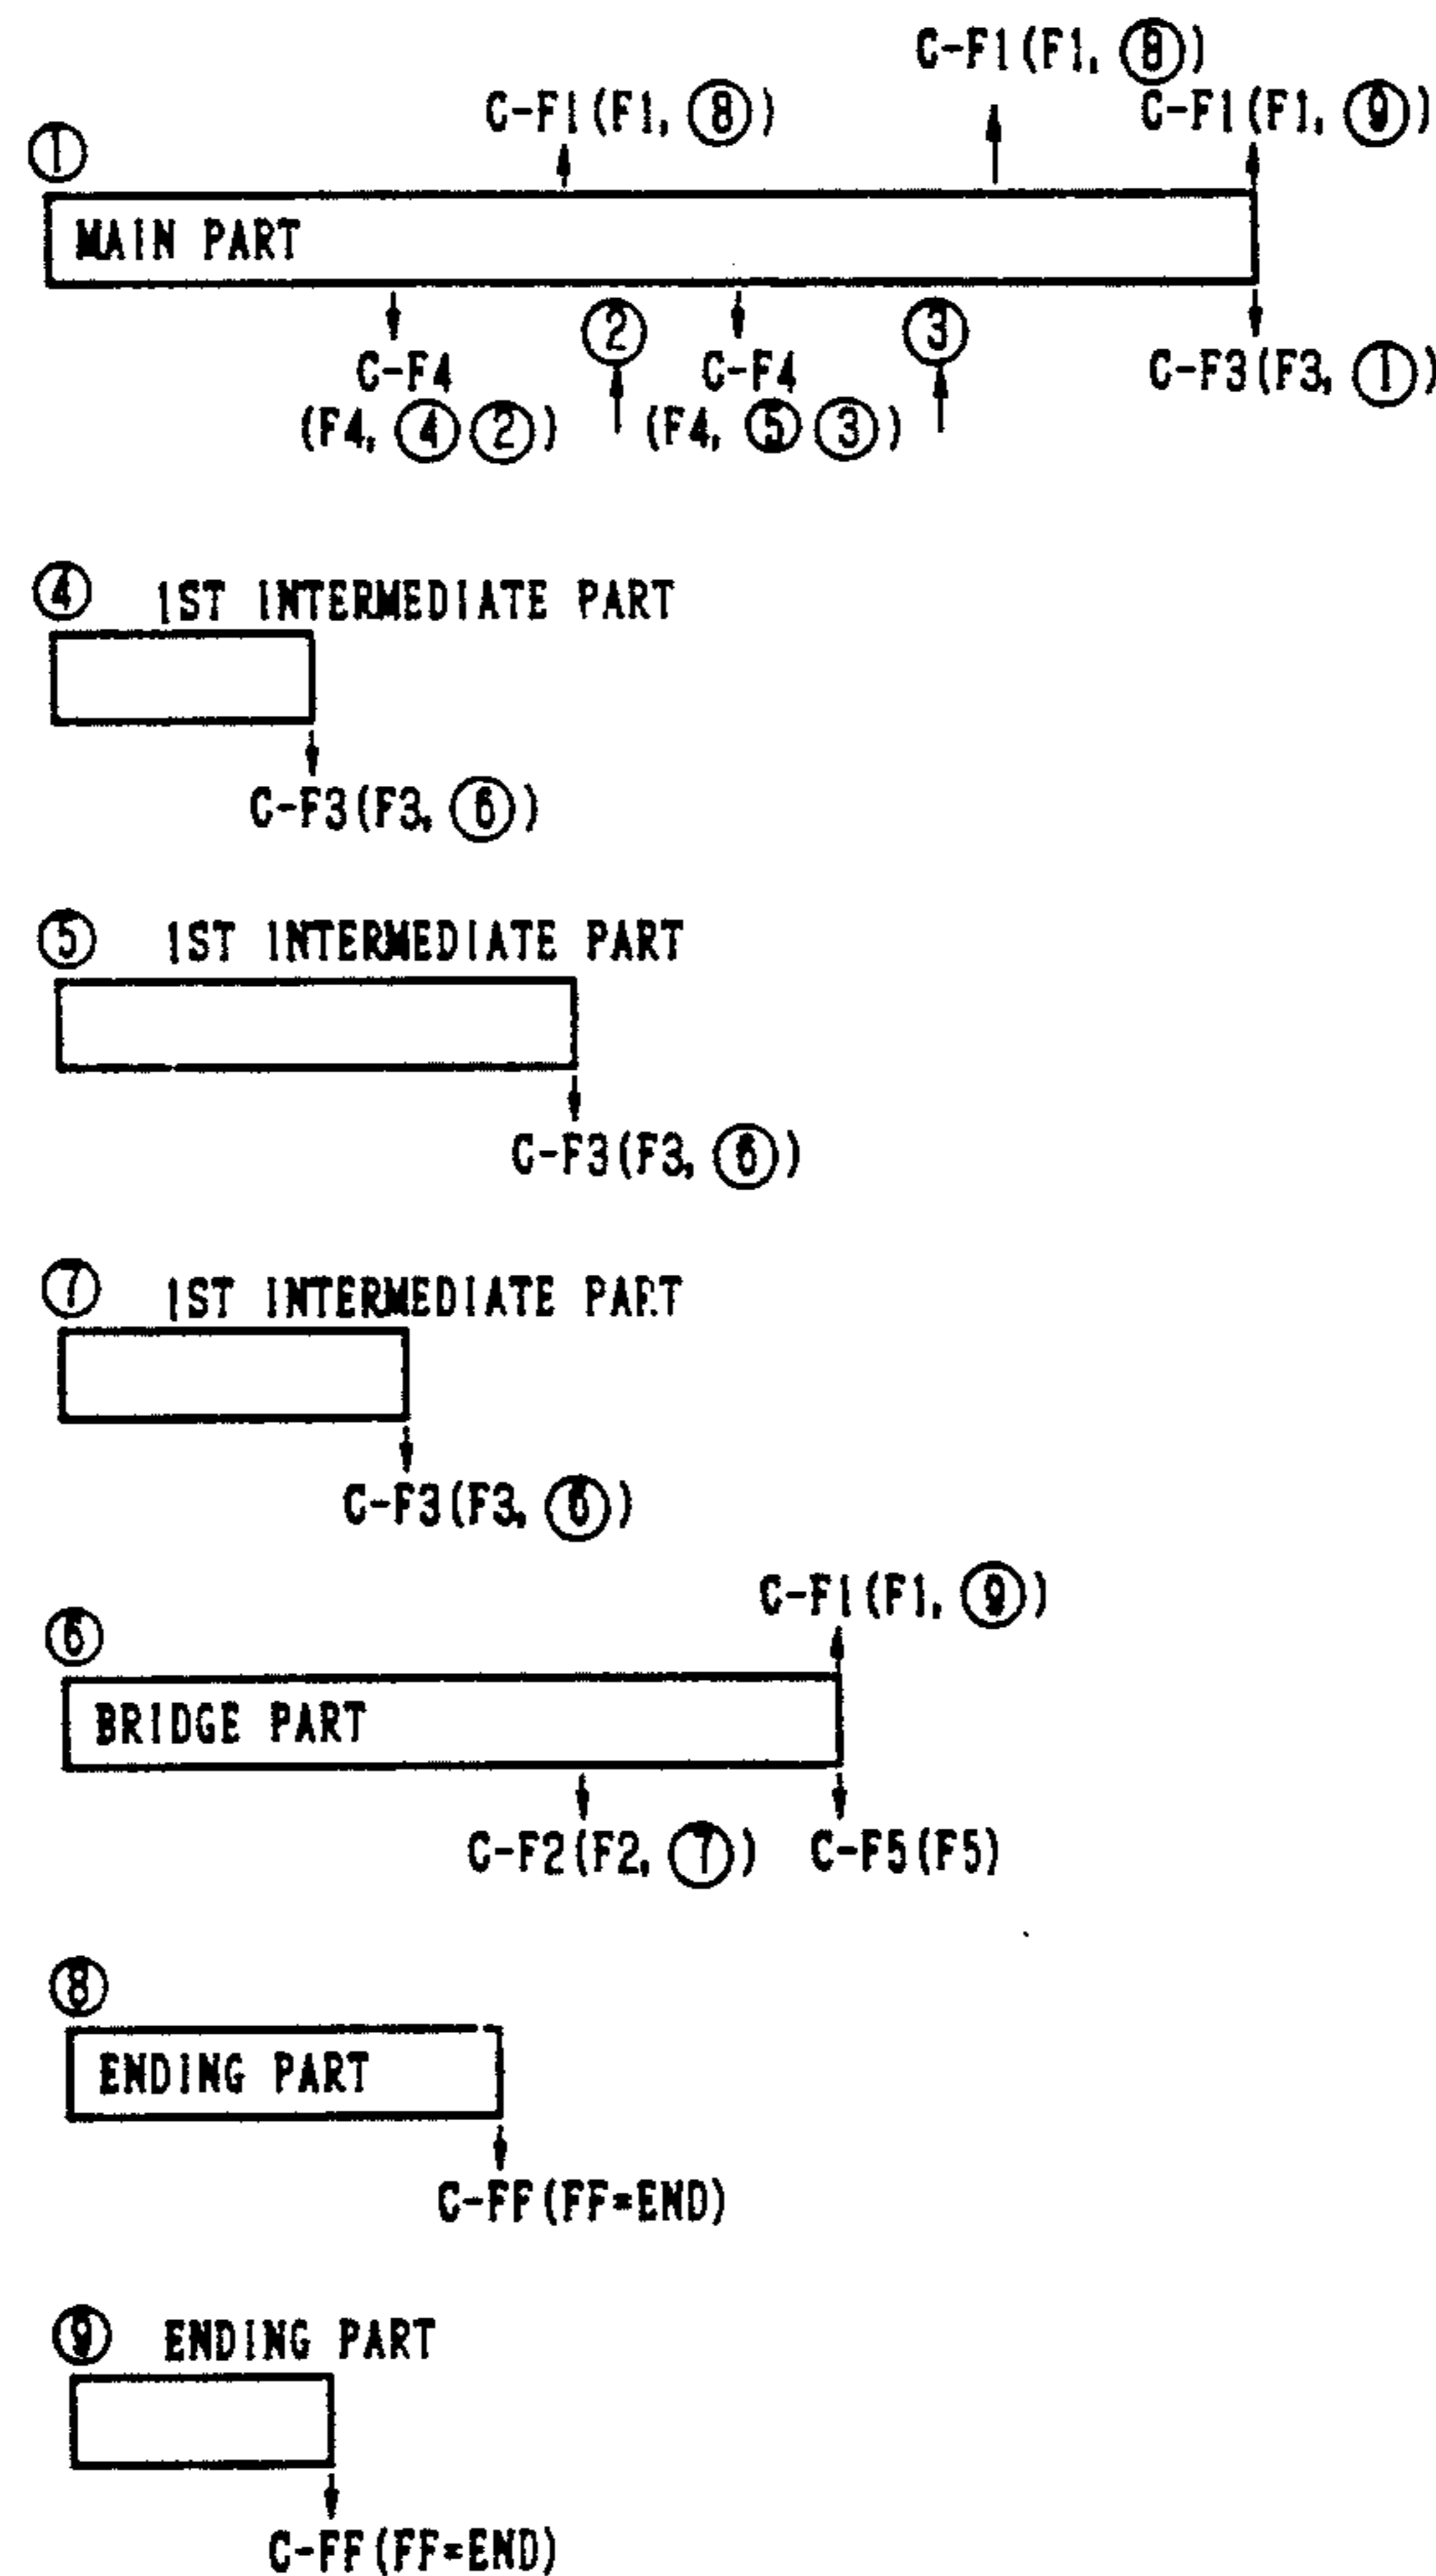 C-F1(F1, ⑧)
C-F1(F1, ⑧)
C-F1(F1, ⑨)
①
MAIN PART
②
③
C-F4
(F4, ④②)
C-F4
(F4, ⑤③)
C-F3(F3, ①)
④ 1ST INTERMEDIATE PART
C-F3(F3, ⑥)
⑤ 1ST INTERMEDIATE PART
C-F3(F3, ⑥)
⑦ 1ST INTERMEDIATE PART
C-F3(F3, ⑥)
C-F1(F1, ⑨)
⑥
BRIDGE PART
C-F2(F2, ⑦) C-F5(F5)
⑧
ENDING PART
C-FF(FF=END)
⑨ ENDING PART
C-FF(FF=END)